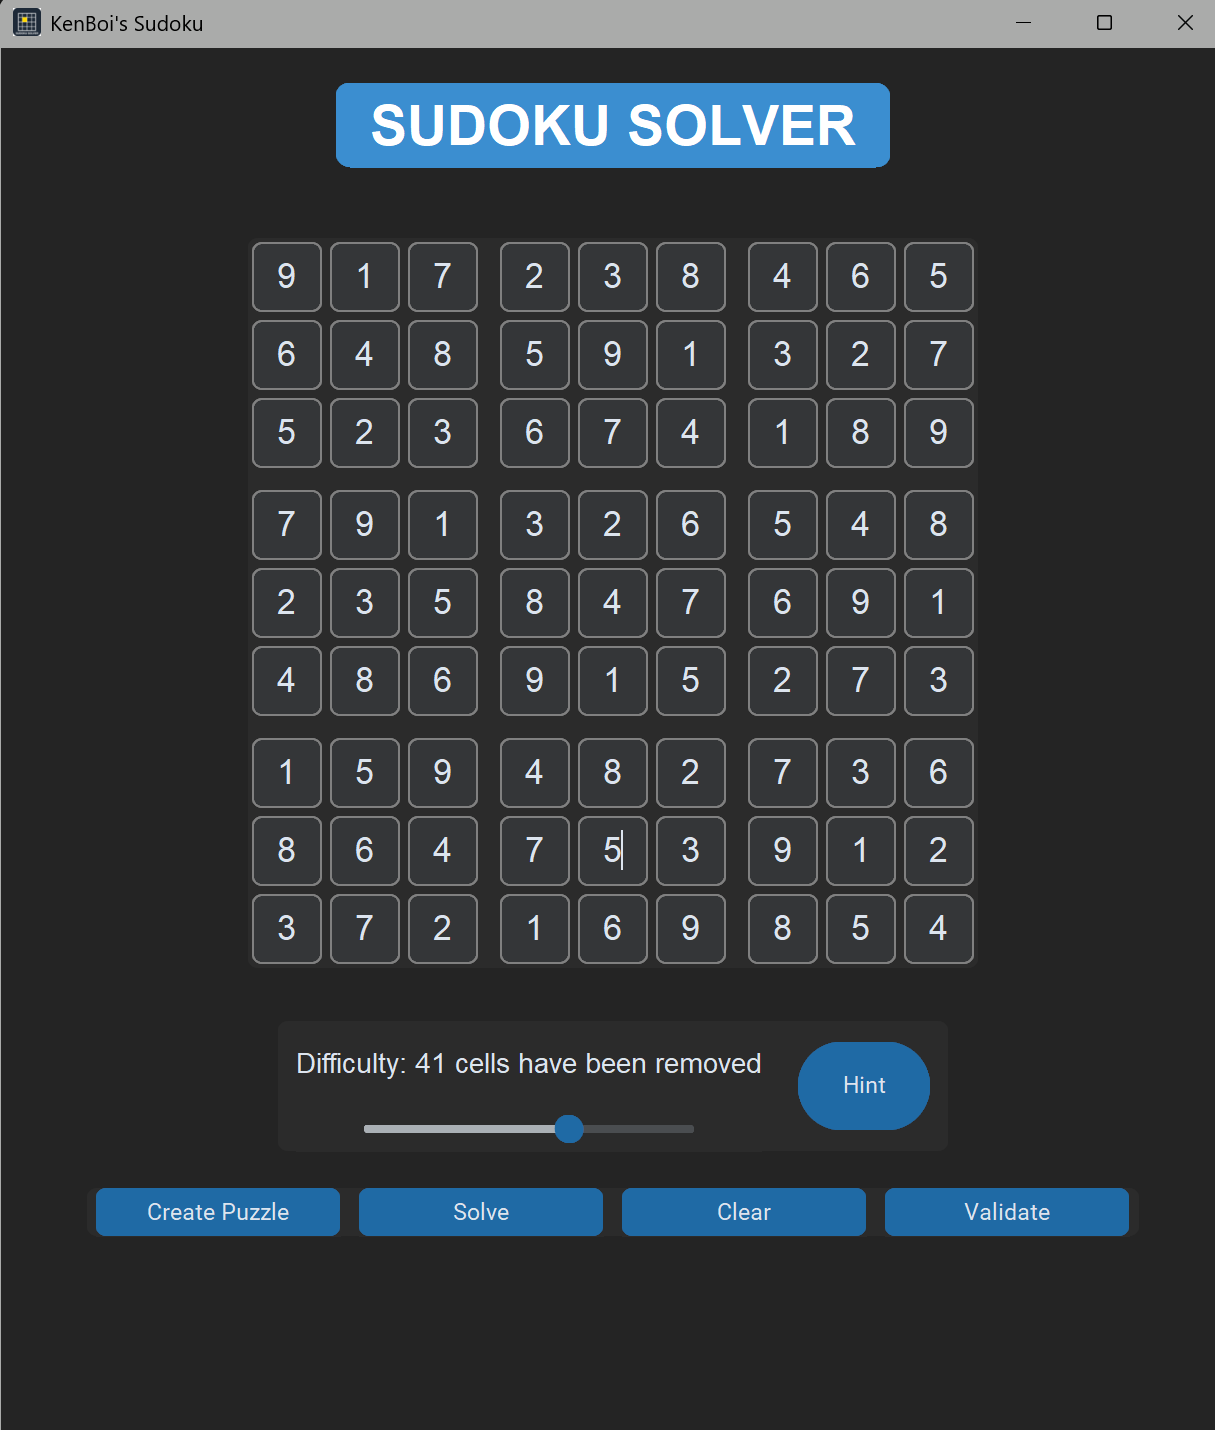 KenBoi's Sudoku
SUDOKU SOLVER
9 1 7 2 3 8 4 6 5
6 4 8 5 9 1 3 2 7
5 2 3 6 7 4 1 8 9
7 9 1 3 2 6 5 4 8
2 3 5 8 4 7 6 9 1
4 8 6 9 1 5 2 7 3
1 5 9 4 8 2 7 3 6
8 6 4 7 5 3 9 1 2
3 7 2 1 6 9 8 5 4
Difficulty: 41 cells have been removed
Hint
Create Puzzle Solve Clear Validate